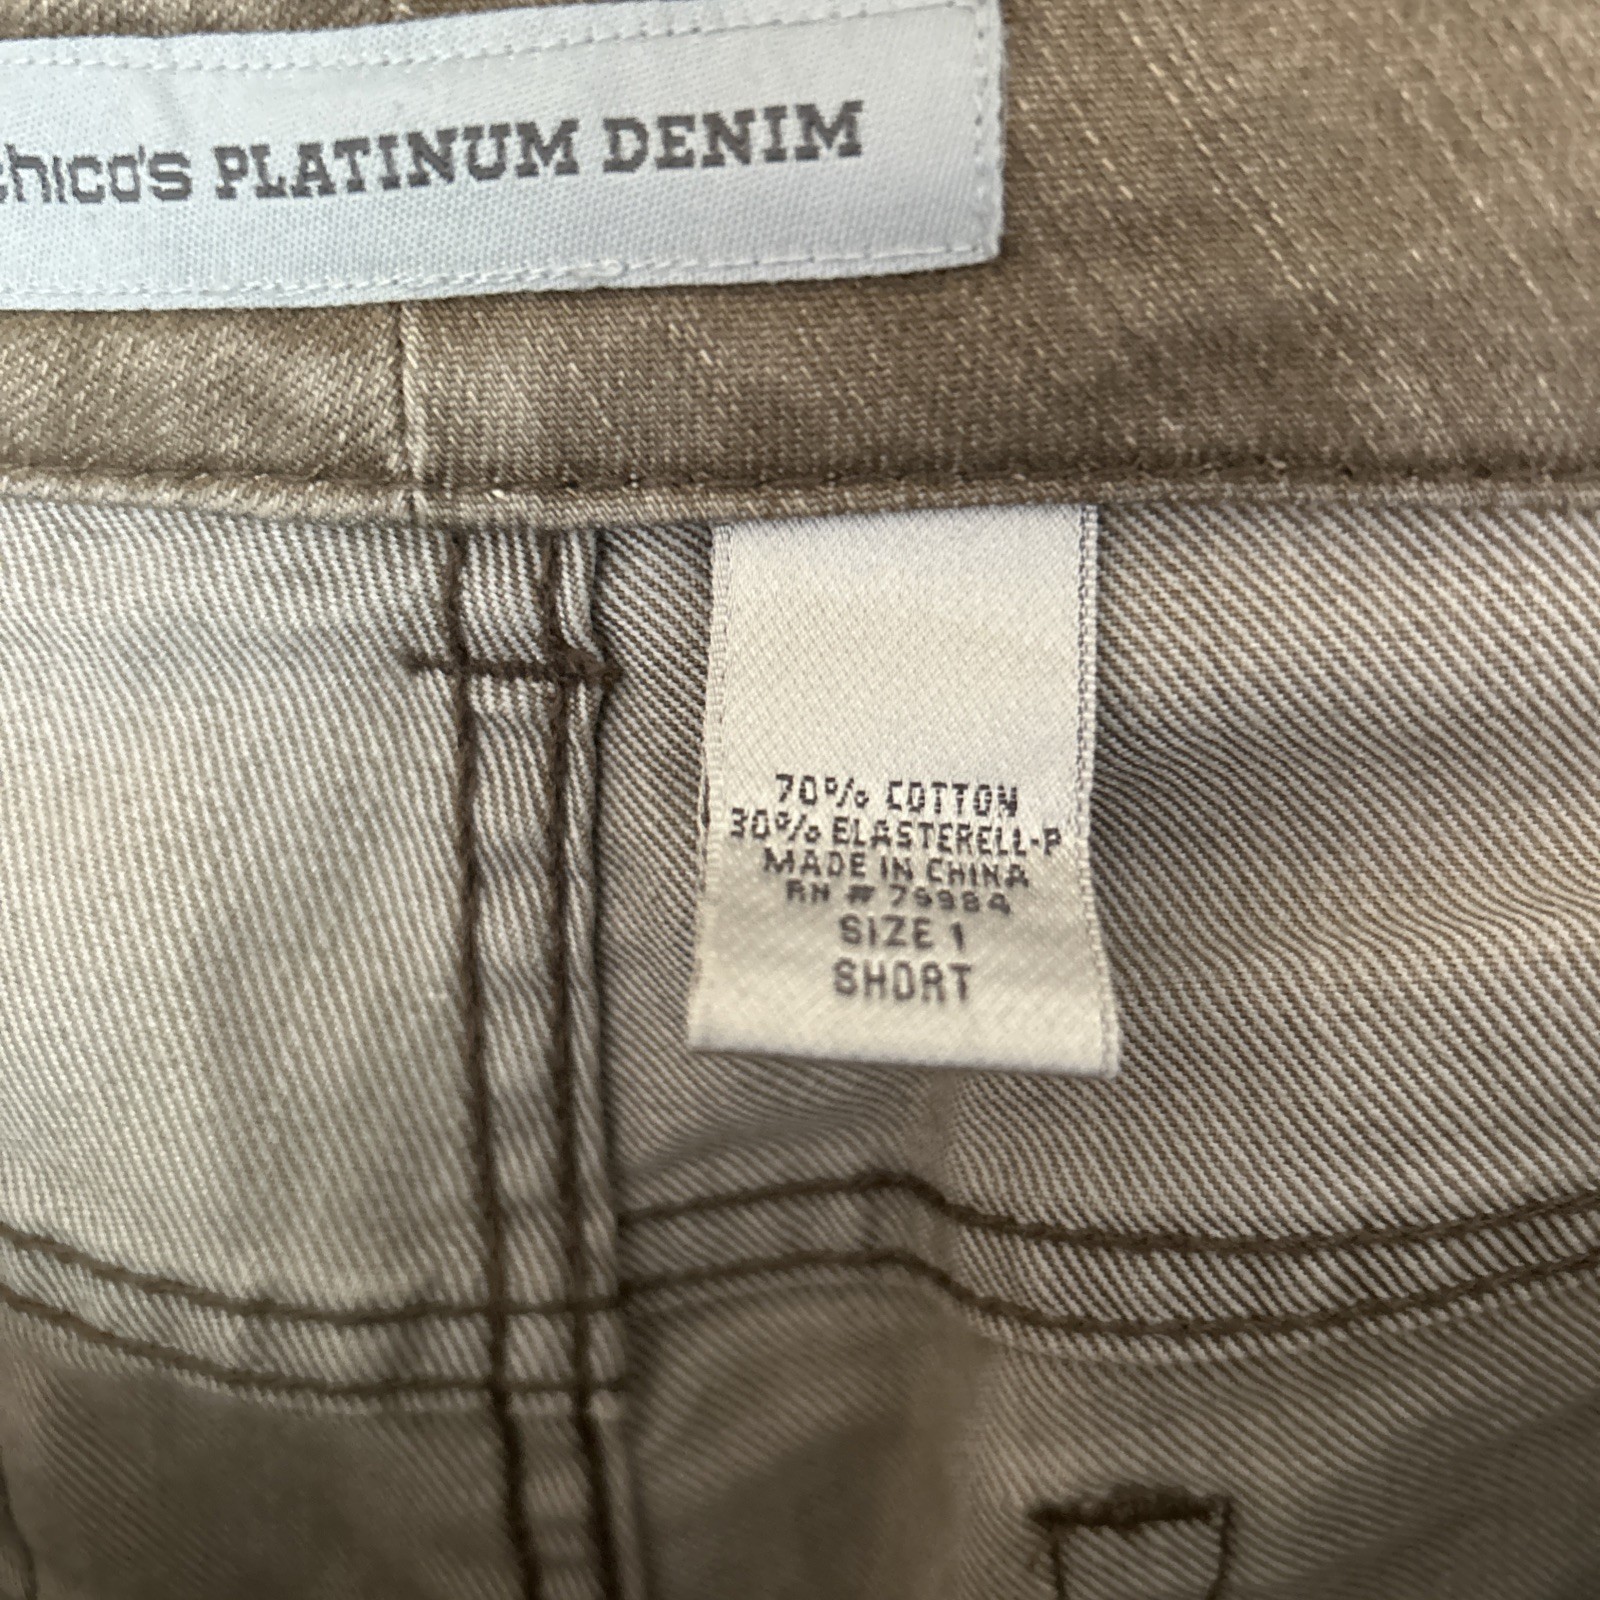 chico's PLATINUM DENIM
70% COTTON
30% ELASTERELL-P
MADE IN CHINA
RN # 79984
SIZE 1
SHORT